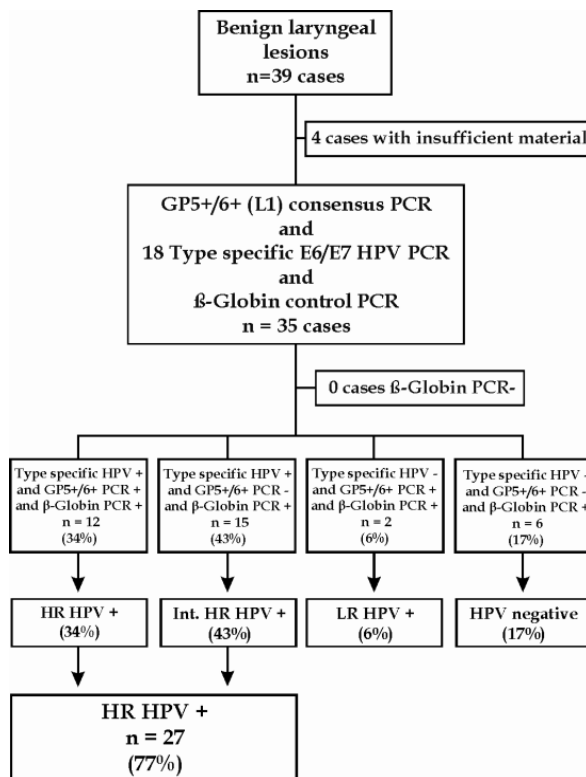 Benign laryngeal
lesions
n=39 cases
4 cases with insufficient material
GP5+/6+ (L1) consensus PCR
and
18 Type specific E6/E7 HPV PCR
and
ß-Globin control PCR
n = 35 cases
0 cases ß-Globin PCR-
Type specific HPV +
and GP5+/6+ PCR +
and β-Globin PCR +
n = 12
(34%)
Type specific HPV +
and GP5+/6+ PCR -
and β-Globin PCR +
n = 15
(43%)
Type specific HPV -
and GP5+/6+ PCR +
and β-Globin PCR +
n = 2
(6%)
Type specific HPV -
and GP5+/6+ PCR -
and β-Globin PCR +
n = 6
(17%)
HR HPV +
(34%)
Int. HR HPV +
(43%)
LR HPV +
(6%)
HPV negative
(17%)
HR HPV +
n = 27
(77%)